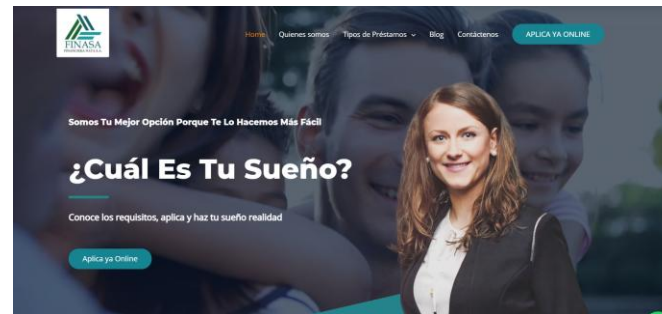 FINASA
Home Quienes somos Tipos de Préstamos Blog Contáctenos APLICA YA ONLINE
Somos Tu Mejor Opción Porque Te Lo Hacemos Más Fácil
¿Cuál Es Tu Sueño?
Conoce los requisitos, aplica y haz tu sueño realidad
Aplica ya Online